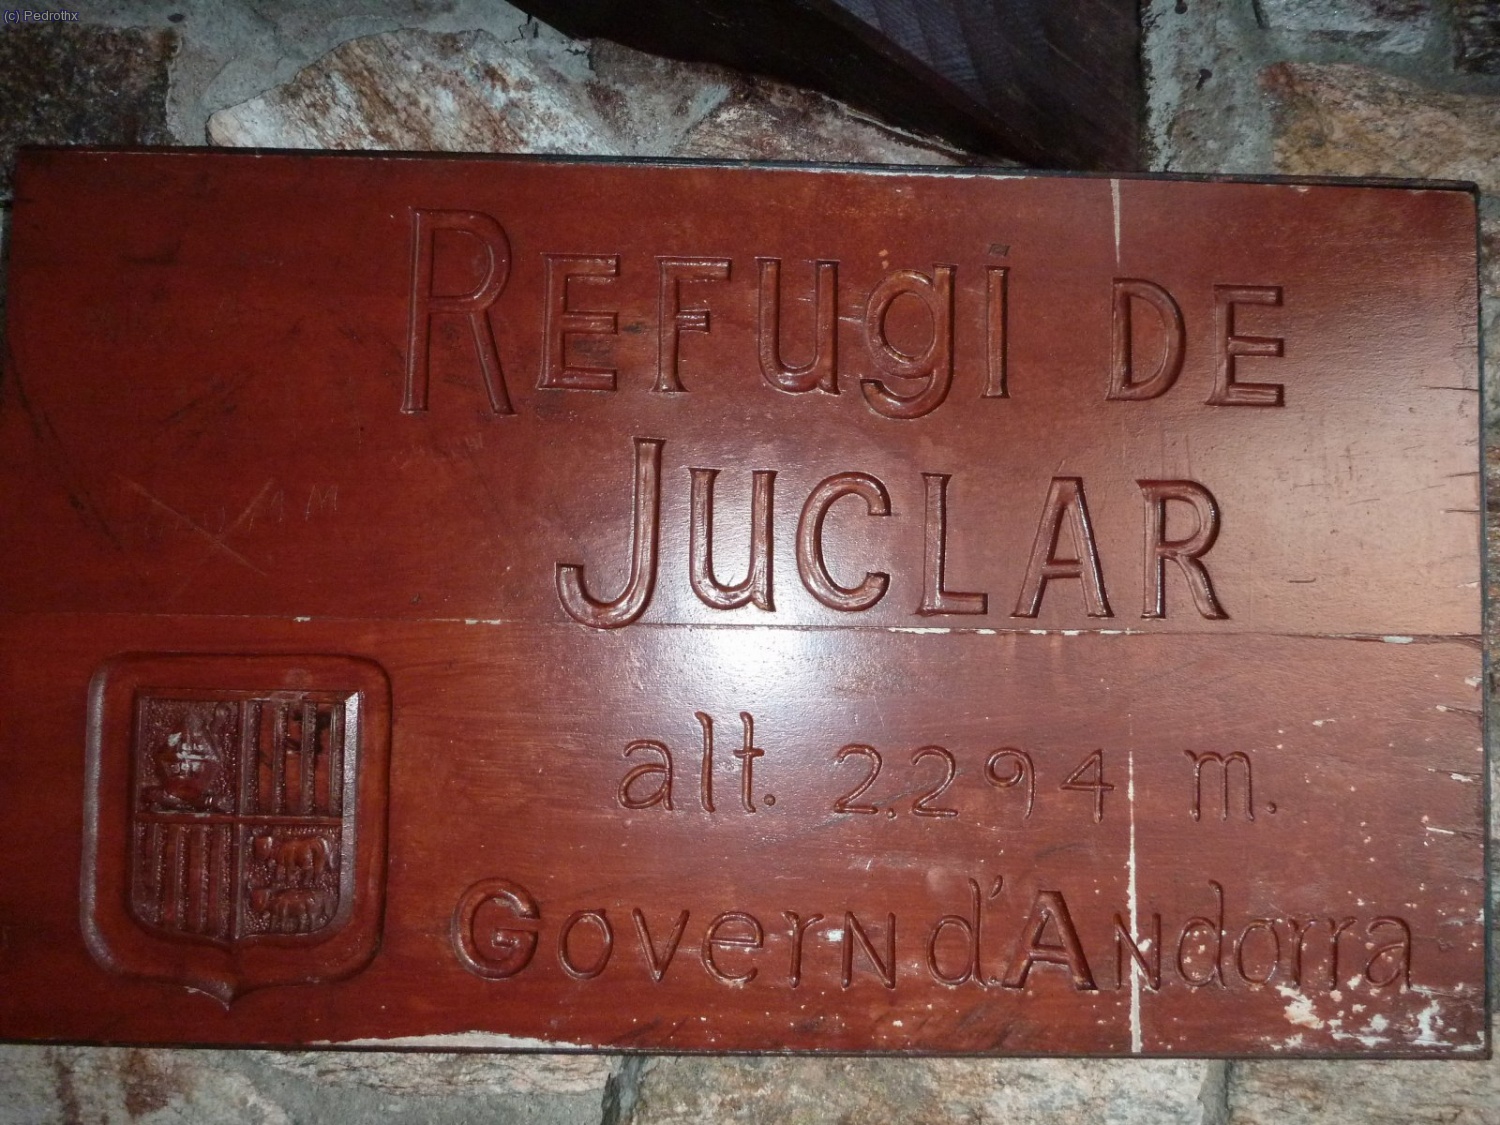 (c) Pedrothx
REFUgi DE
JUCLAR
alt. 2.294 m.
GoverN d'ANdorra